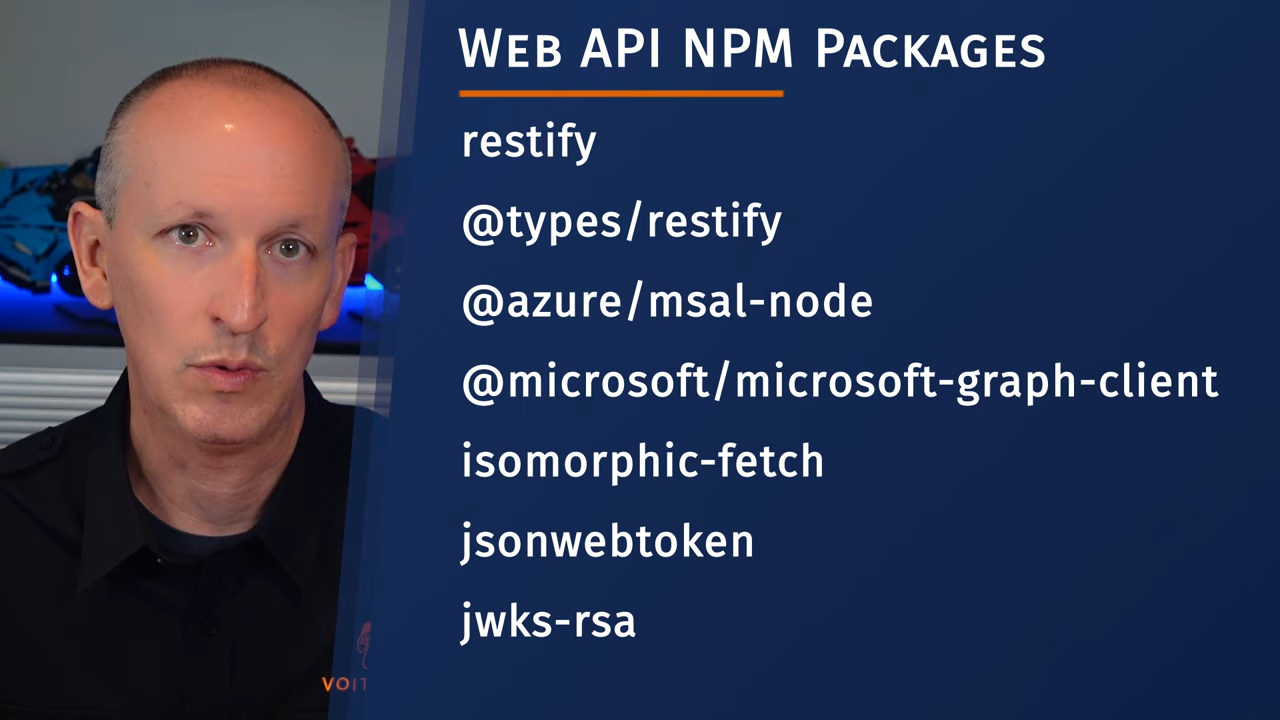 Web API NPM Packages
restify
@types/restify
@azure/msal-node
@microsoft/microsoft-graph-client
isomorphic-fetch
jsonwebtoken
jwks-rsa